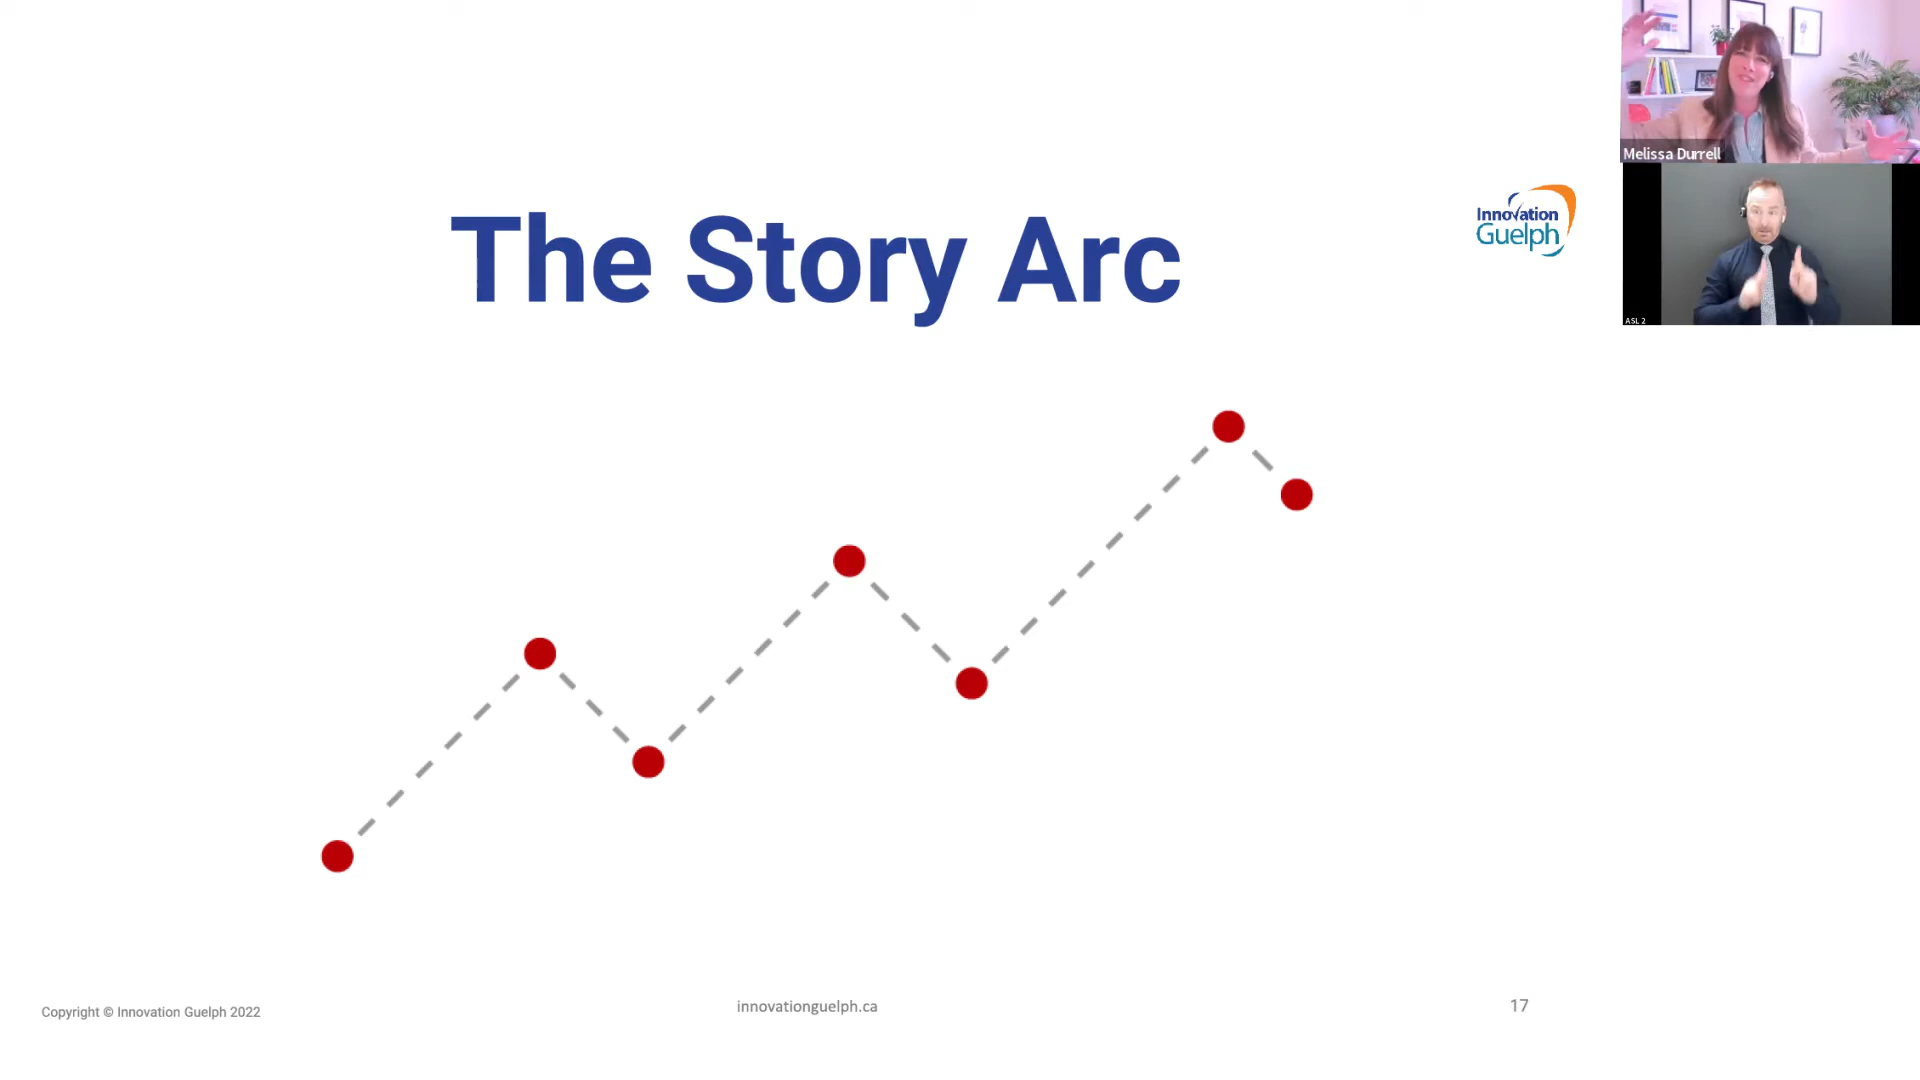 The Story Arc
Innovation
Guelph
Melissa Durrell
ASL 2
Copyright © Innovation Guelph 2022
innovationguelph.ca
17